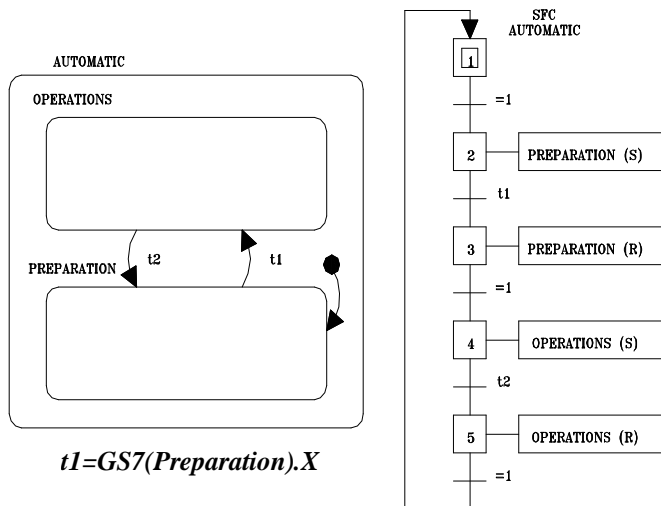 AUTOMATIC
OPERATIONS
t2
t1
PREPARATION
t1=GS7(Preparation).X
SFC
AUTOMATIC
1
=1
2
PREPARATION (S)
t1
3
PREPARATION (R)
=1
4
OPERATIONS (S)
t2
5
OPERATIONS (R)
=1